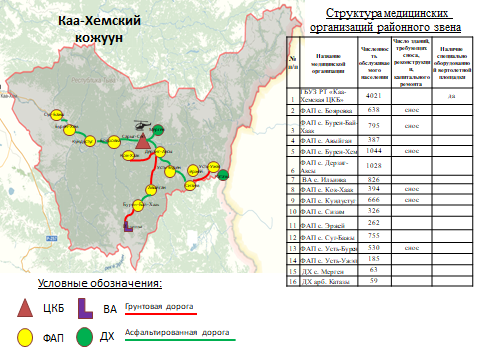 Каа-Хемский
кожуун
Структура медицинских
организаций районного звена
№ п/п
Название медицинской организации
Численность обслуживаемого населения
Число зданий, требующих сноса, реконструкции, капитального ремонта
Наличие специально оборудованной вертолетной площадки
1 ГБУЗ РТ «Каа-Хемская ЦКБ» 4021 да
2 ФАП с. Бояровка 638 снос
3 ФАП с. Бурен-Бай-Хаак 795 снос
4 ФАП с. Авыйган 387
5 ФАП с. Бурен-Хем 1044 снос
6 ФАП с. Дерзиг-Аксы 1028
7 ВА с. Ильинка 826
8 ФАП с. Кок-Хаак 394 снос
9 ФАП с. Кундустуг 666 снос
10 ФАП с. Сизим 326
11 ФАП с. Эржей 262
12 ФАП с. Суг-Бажы 755
13 ФАП с. Усть-Бурен 530 снос
14 ФАП с. Усть-Ужэп 185
15 ДХ с. Мерген 63
16 ДХ арб. Катазы 59
Условные обозначения:
ЦКБ
ВА
Грунтовая дорога
ФАП
ДХ
Асфальтированная дорога